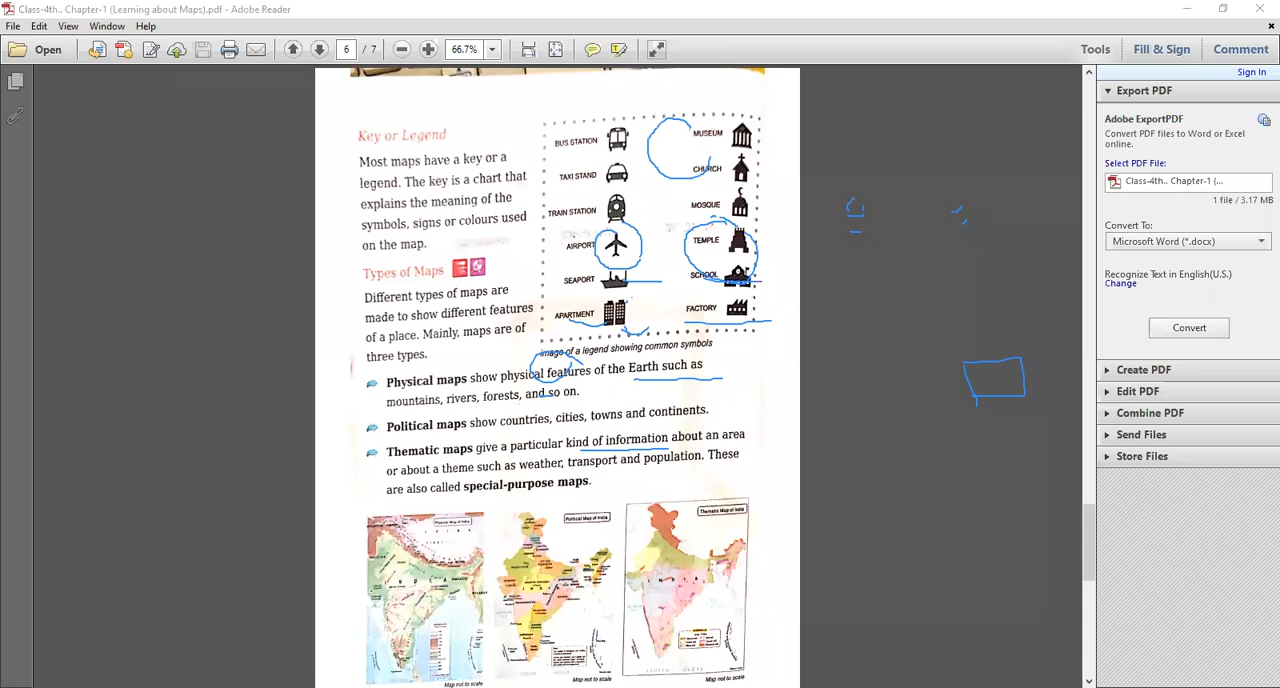 Class-4th.. Chapter-1 (Learning about Maps).pdf - Adobe Reader
File Edit View Window Help
Open 6 / 7 66.7% Tools Fill & Sign Comment
Sign In
Export PDF
Adobe ExportPDF
Convert PDF files to Word or Excel
online.
Select PDF File:
Class-4th.. Chapter-1 (...
1 file / 3.17 MB
Convert To:
Microsoft Word (*.docx)
Recognize Text in English(U.S.)
Change
Convert
Create PDF
Edit PDF
Combine PDF
Send Files
Store Files
Key or Legend
Most maps have a key or a
legend. The key is a chart that
explains the meaning of the
symbols, signs or colours used
on the map.
Types of Maps
Different types of maps are
made to show different features
of a place. Mainly, maps are of
three types.
BUS STATION
TAXI STAND
TRAIN STATION
AIRPORT
SEAPORT
APARTMENT
MUSEUM
CHURCH
MOSQUE
TEMPLE
SCHOOL
FACTORY
image of a legend showing common symbols
Physical maps show physical features of the Earth such as
mountains, rivers, forests, and so on.
Political maps show countries, cities, towns and continents.
Thematic maps give a particular kind of information about an area
or about a theme such as weather, transport and population. These
are also called special-purpose maps.
Physical Map of India
Political Map of India
Thematic Map of India
INDIA
INDIA
INDIA
Map not to scale
Map not to scale
Map not to scale